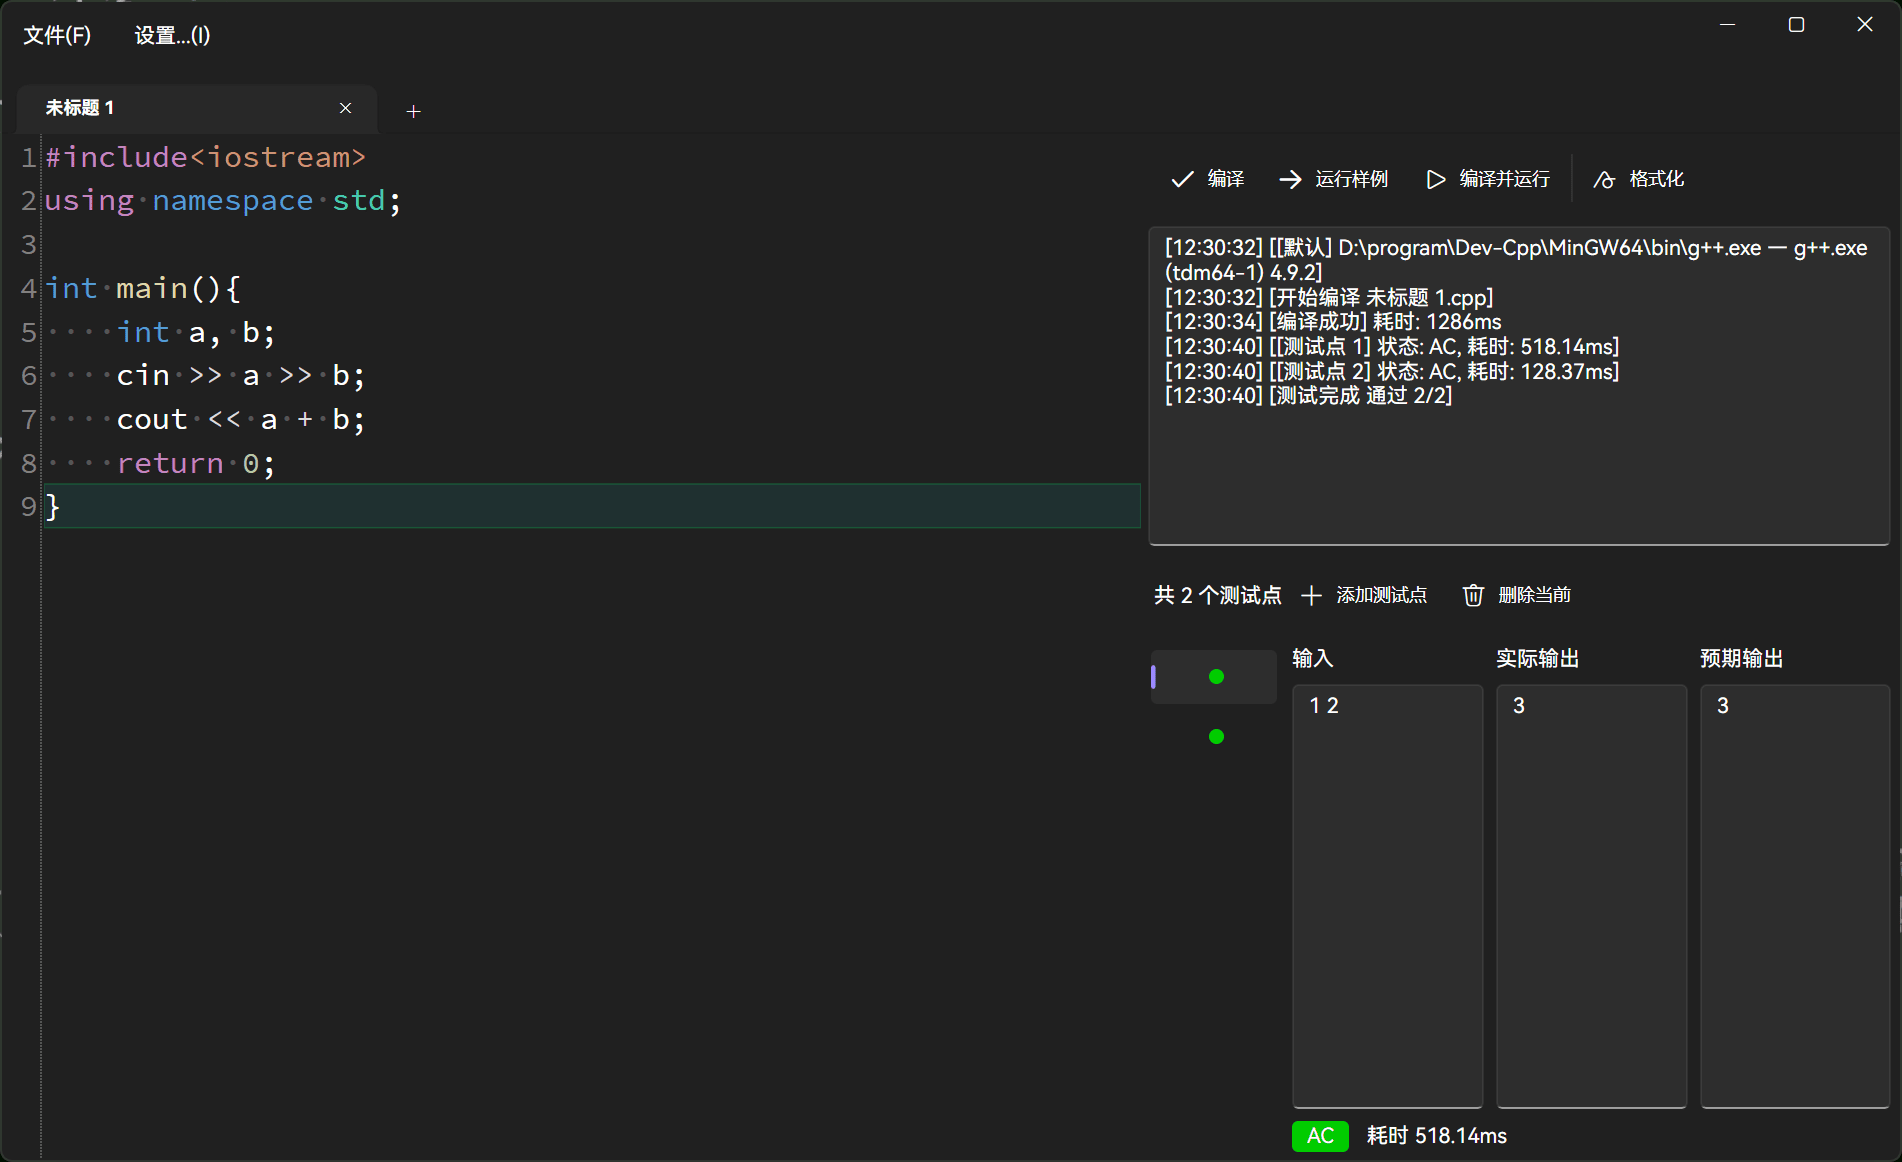 文件(F) 设置...(I)
未标题 1
1 #include<iostream>
2 using namespace std;
3
4 int main(){
5 int a, b;
6 cin >> a >> b;
7 cout << a + b;
8 return 0;
9 }
编译 运行样例 编译并运行 格式化
[12:30:32] [[默认] D:\program\Dev-Cpp\MinGW64\bin\g++.exe — g++.exe
(tdm64-1) 4.9.2]
[12:30:32] [开始编译 未标题 1.cpp]
[12:30:34] [编译成功] 耗时: 1286ms
[12:30:40] [[测试点 1] 状态: AC, 耗时: 518.14ms]
[12:30:40] [[测试点 2] 状态: AC, 耗时: 128.37ms]
[12:30:40] [测试完成 通过 2/2]
共 2 个测试点 添加测试点 删除当前
输入 实际输出 预期输出
1 2 3 3
AC 耗时 518.14ms